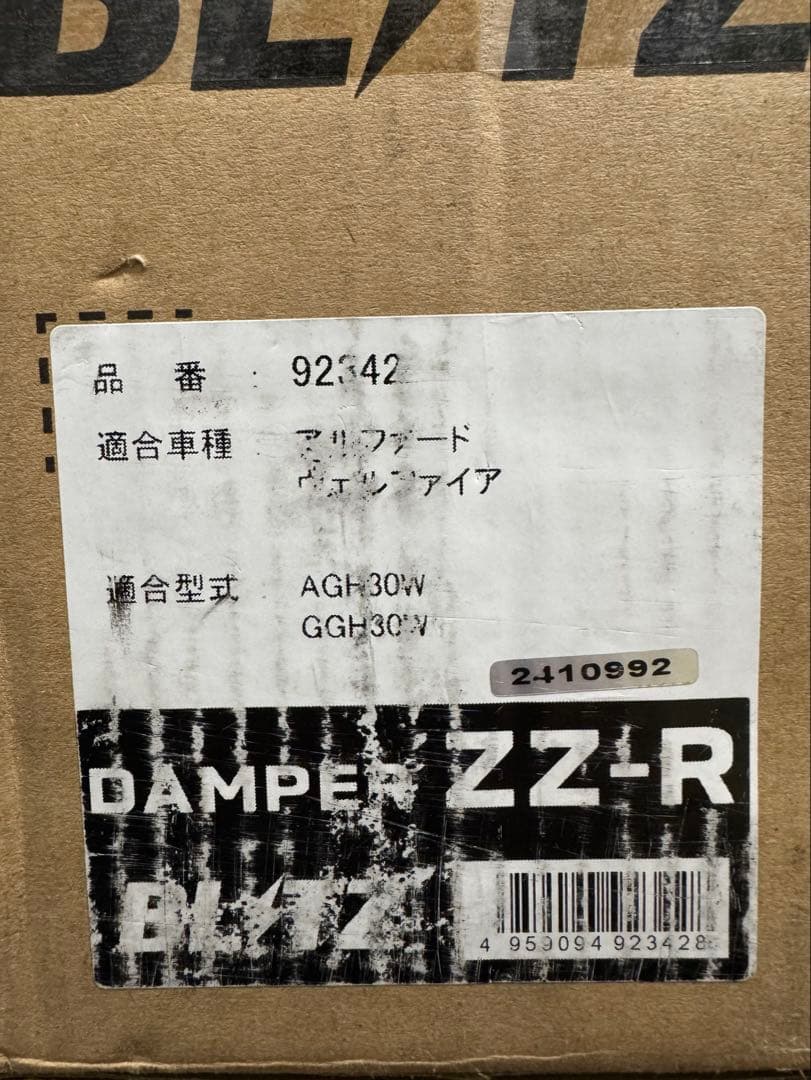 BLITZ
品 番 : 92342
適合車種 アルファード
ヴェルファイア
適合型式 AGH30W
GGH30W
2410992
DAMPER ZZ-R
BLITZ
4 959094 923428